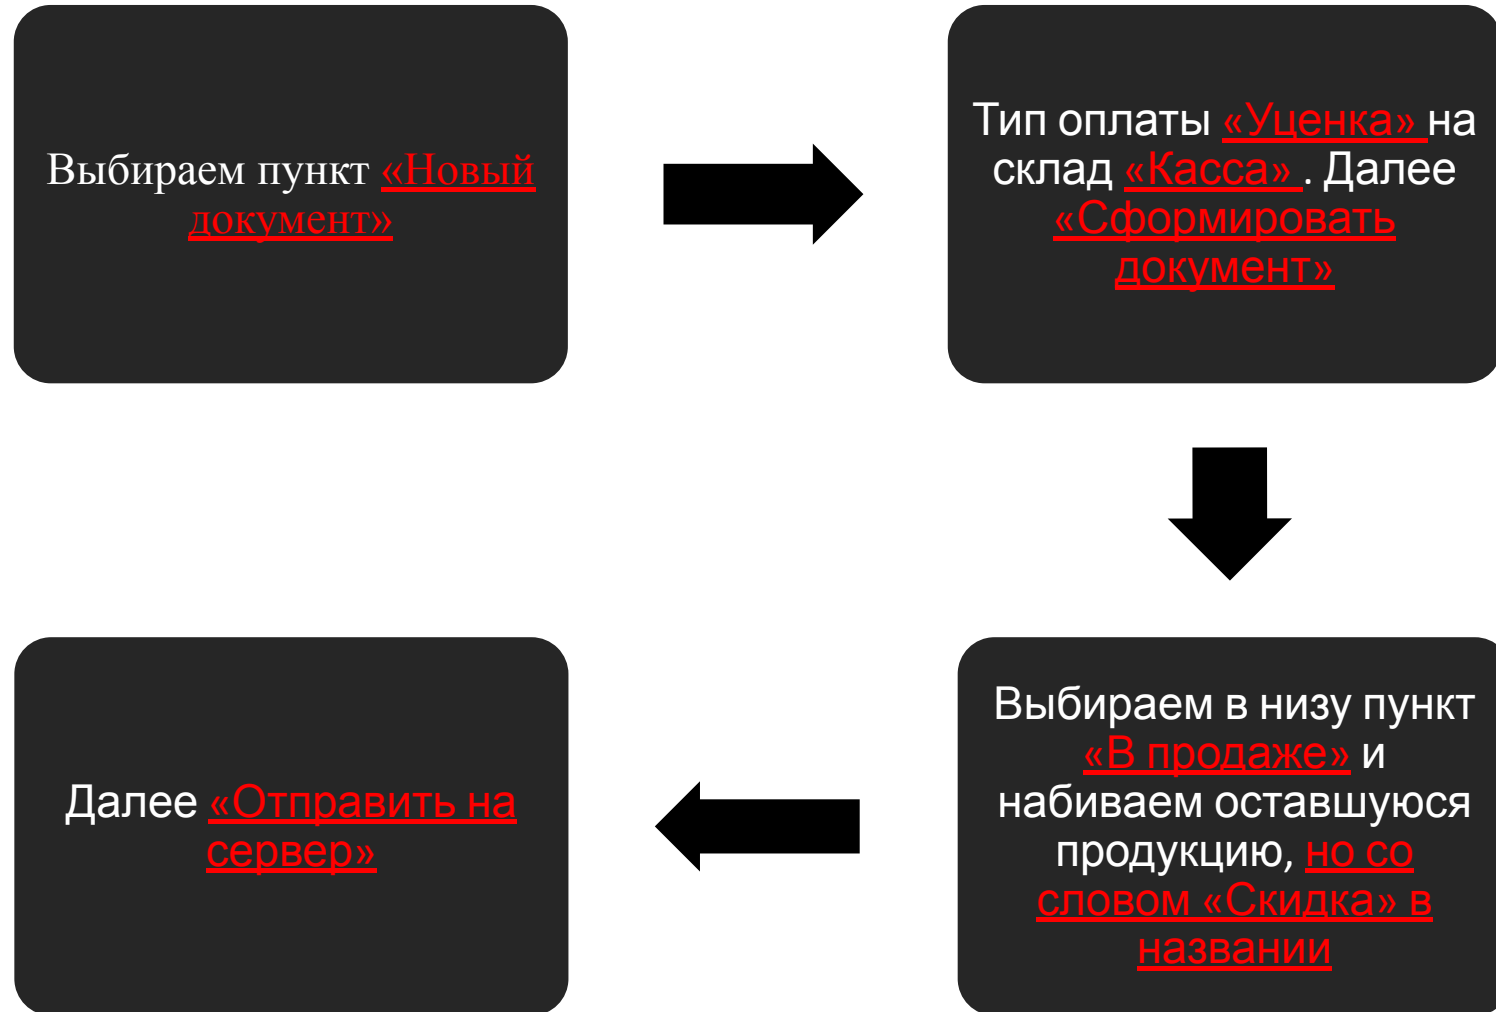 Выбираем пункт «Новый
документ»
Тип оплаты «Уценка» на
склад «Касса» . Далее
«Сформировать
документ»
Выбираем в низу пункт
«В продаже» и
набиваем оставшуюся
продукцию, но со
словом «Скидка» в
названии
Далее «Отправить на
сервер»